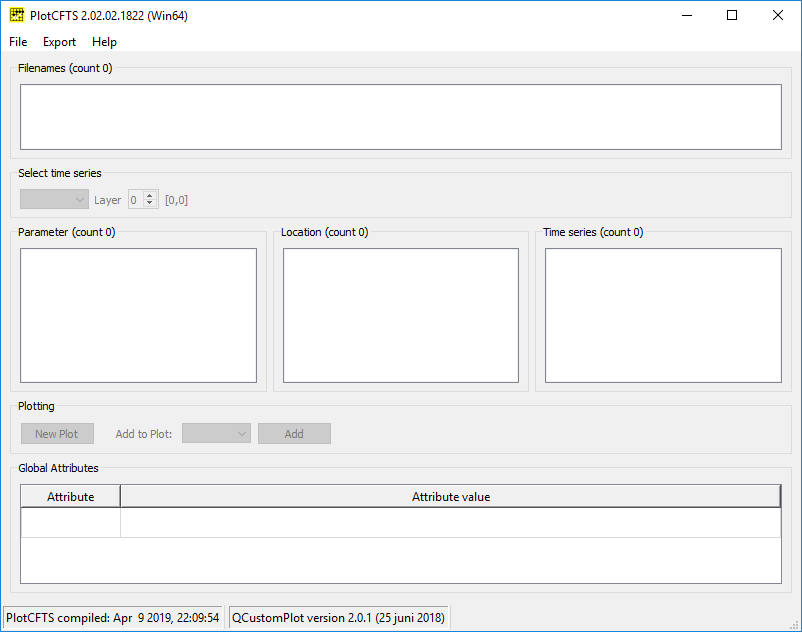 PlotCFTS 2.02.02.1822 (Win64)
File Export Help
Filenames (count 0)
Select time series
Layer 0 [0,0]
Parameter (count 0) Location (count 0) Time series (count 0)
Plotting
New Plot Add to Plot: Add
Global Attributes
Attribute Attribute value
PlotCFTS compiled: Apr  9 2019, 22:09:54 QCustomPlot version 2.0.1 (25 juni 2018)